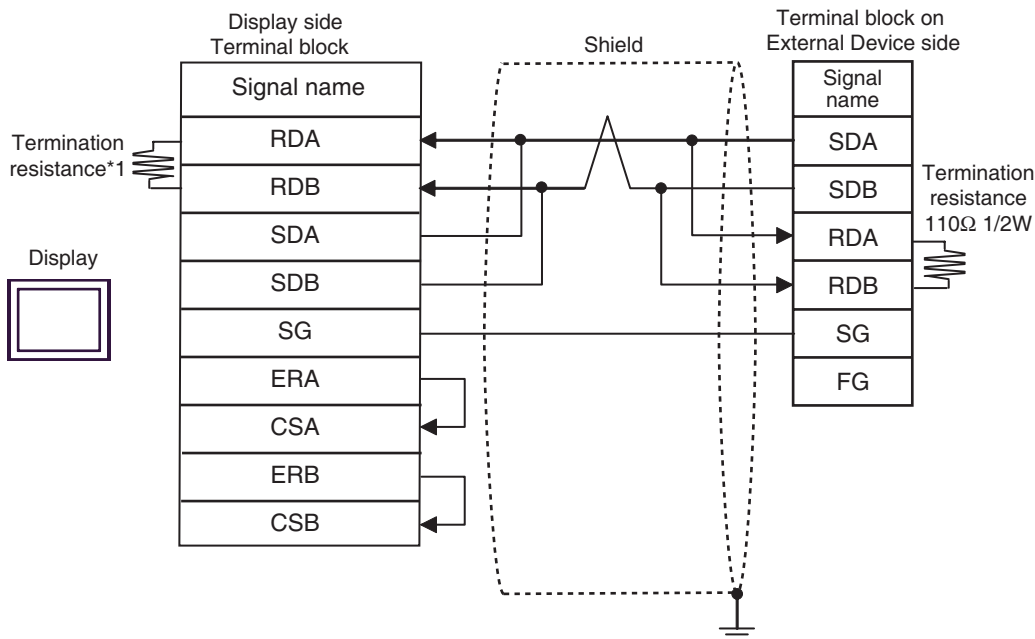 Display side
Terminal block
Shield
Terminal block on
External Device side
Signal name
RDA
RDB
SDA
SDB
SG
ERA
CSA
ERB
CSB
Termination
resistance*1
Display
Signal
name
SDA
SDB
RDA
RDB
SG
FG
Termination
resistance
110Ω 1/2W